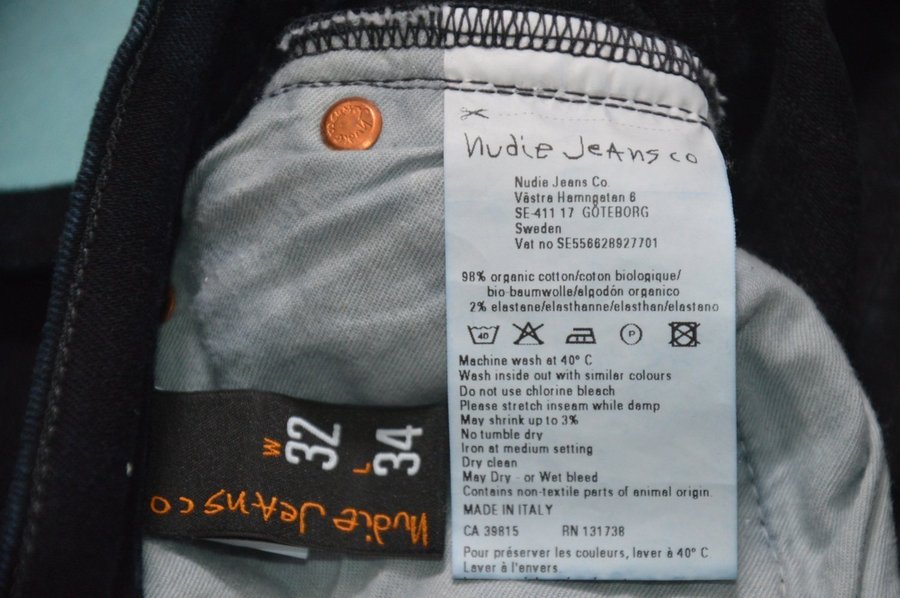 nudie jeans co
Nudie Jeans Co.
Västra Hamngatan 6
SE-411 17 GÖTEBORG
Sweden
Vat no SE556628927701
98% organic cotton/coton biologique/
bio-baumwolle/algodón organico
2% elastane/elasthanne/elasthan/elastano
40
P
Machine wash at 40° C
Wash inside out with similar colours
Do not use chlorine bleach
Please stretch inseam while damp
May shrink up to 3%
No tumble dry
Iron at medium setting
Dry clean
May Dry - or Wet bleed
Contains non-textile parts of animal origin.
MADE IN ITALY
CA 39815 RN 131738
Pour préserver les couleurs, laver à 40° C
Laver à l'envers.
W 32
L 34
nudie jeans co